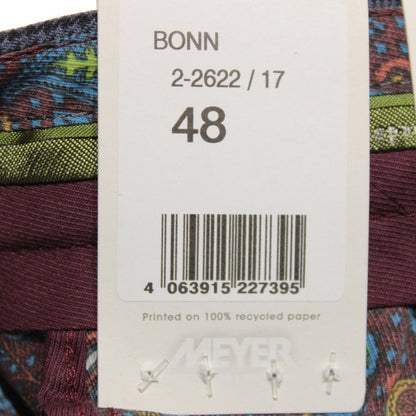 BONN
2-2622 / 17
48
4 063915 227395
Printed on 100% recycled paper
MEYER